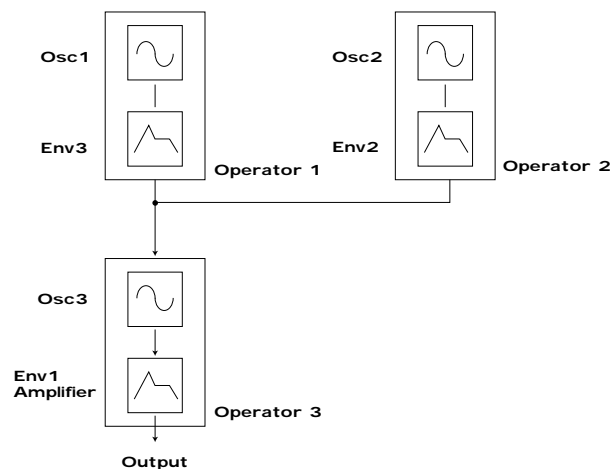 Osc1
Osc2
Env3
Env2
Operator 1
Operator 2
Osc3
Env1
Amplifier
Operator 3
Output